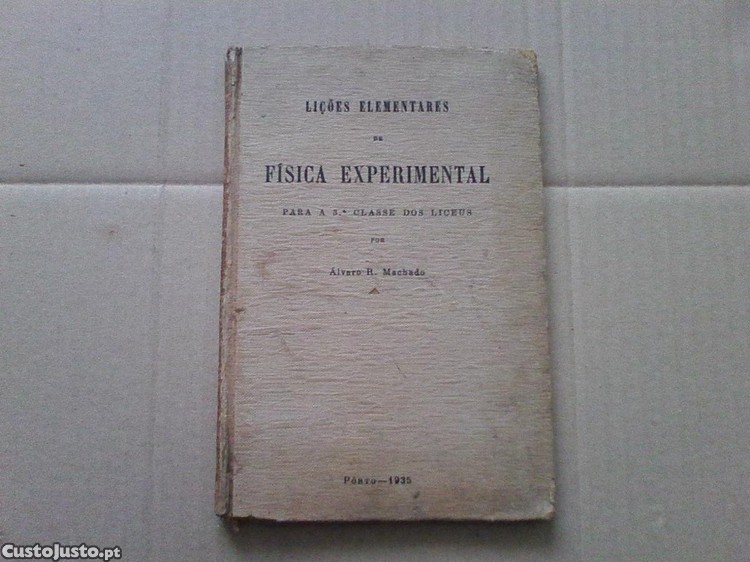 LIÇÕES ELEMENTARES
DE
FÍSICA EXPERIMENTAL
PARA A 3.ª CLASSE DOS LICEUS
POR
Álvaro R. Machado
PÔRTO—1935
CustoJusto.pt